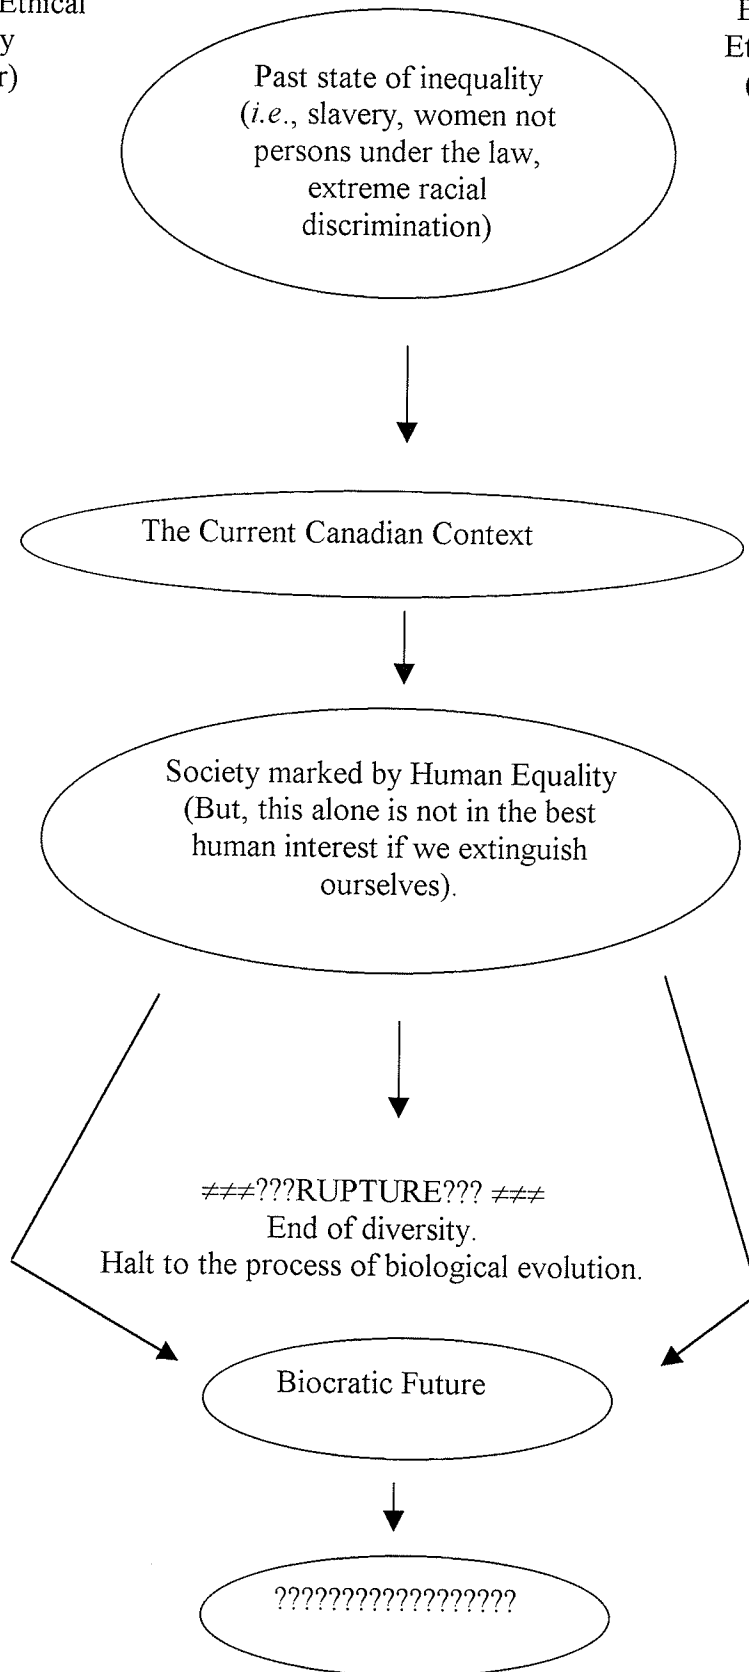 Ethical
y
r)
E
Et
(
Past state of inequality
(i.e., slavery, women not
persons under the law,
extreme racial
discrimination)
The Current Canadian Context
Society marked by Human Equality
(But, this alone is not in the best
human interest if we extinguish
ourselves).
≠≠≠???RUPTURE??? ≠≠≠
End of diversity.
Halt to the process of biological evolution.
Biocratic Future
??????????????????